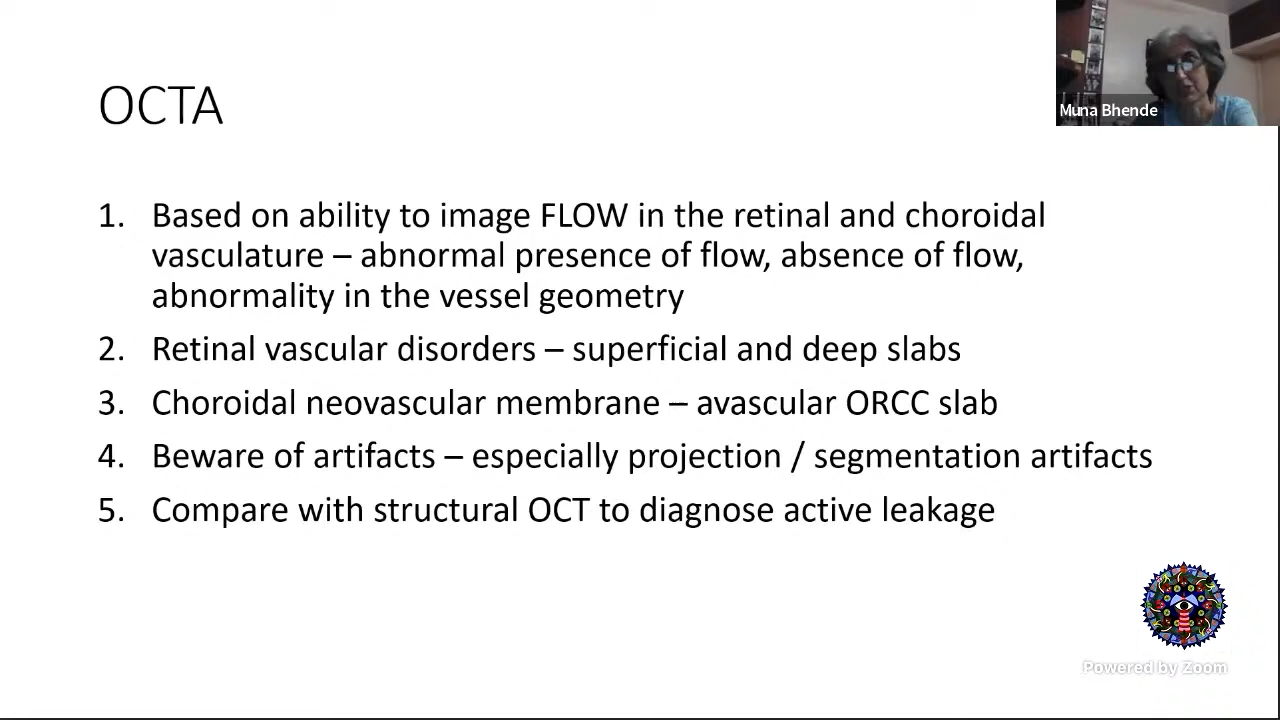 OCTA
Muna Bhende
1. Based on ability to image FLOW in the retinal and choroidal
vasculature – abnormal presence of flow, absence of flow,
abnormality in the vessel geometry
2. Retinal vascular disorders – superficial and deep slabs
3. Choroidal neovascular membrane – avascular ORCC slab
4. Beware of artifacts – especially projection / segmentation artifacts
5. Compare with structural OCT to diagnose active leakage
Powered by Zoom